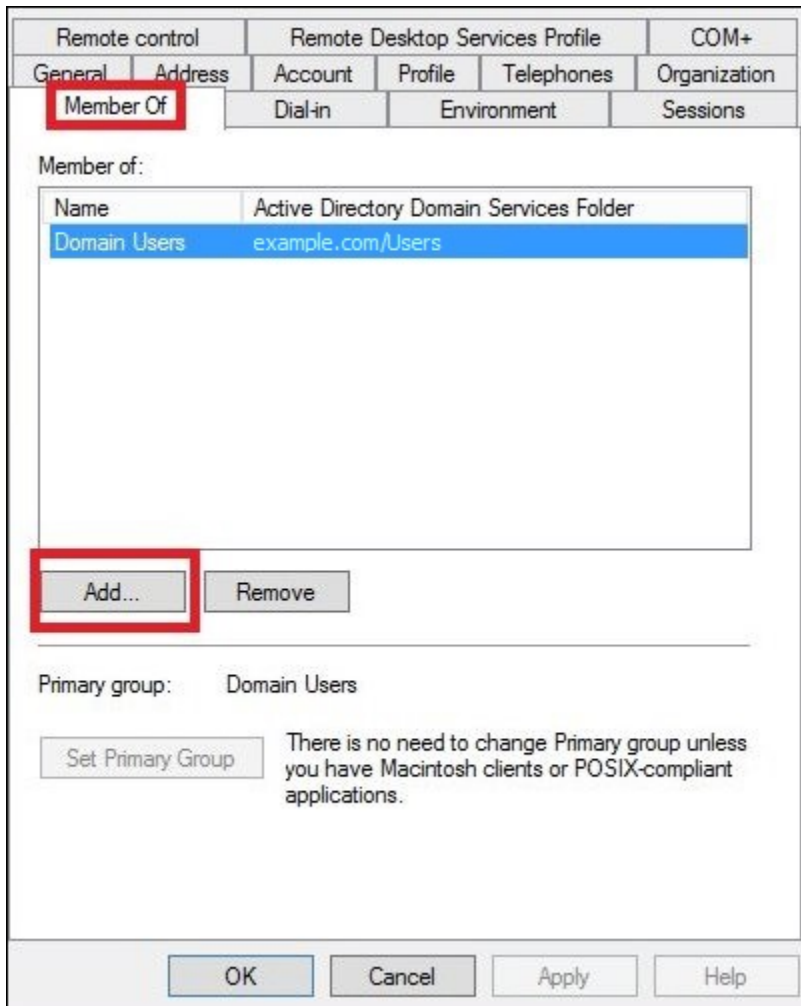 Remote control Remote Desktop Services Profile COM+
General Address Account Profile Telephones Organization
Member Of Dial-in Environment Sessions
Member of:
Name Active Directory Domain Services Folder
Domain Users example.com/Users
Add... Remove
Primary group: Domain Users
Set Primary Group
There is no need to change Primary group unless
you have Macintosh clients or POSIX-compliant
applications.
OK Cancel Apply Help